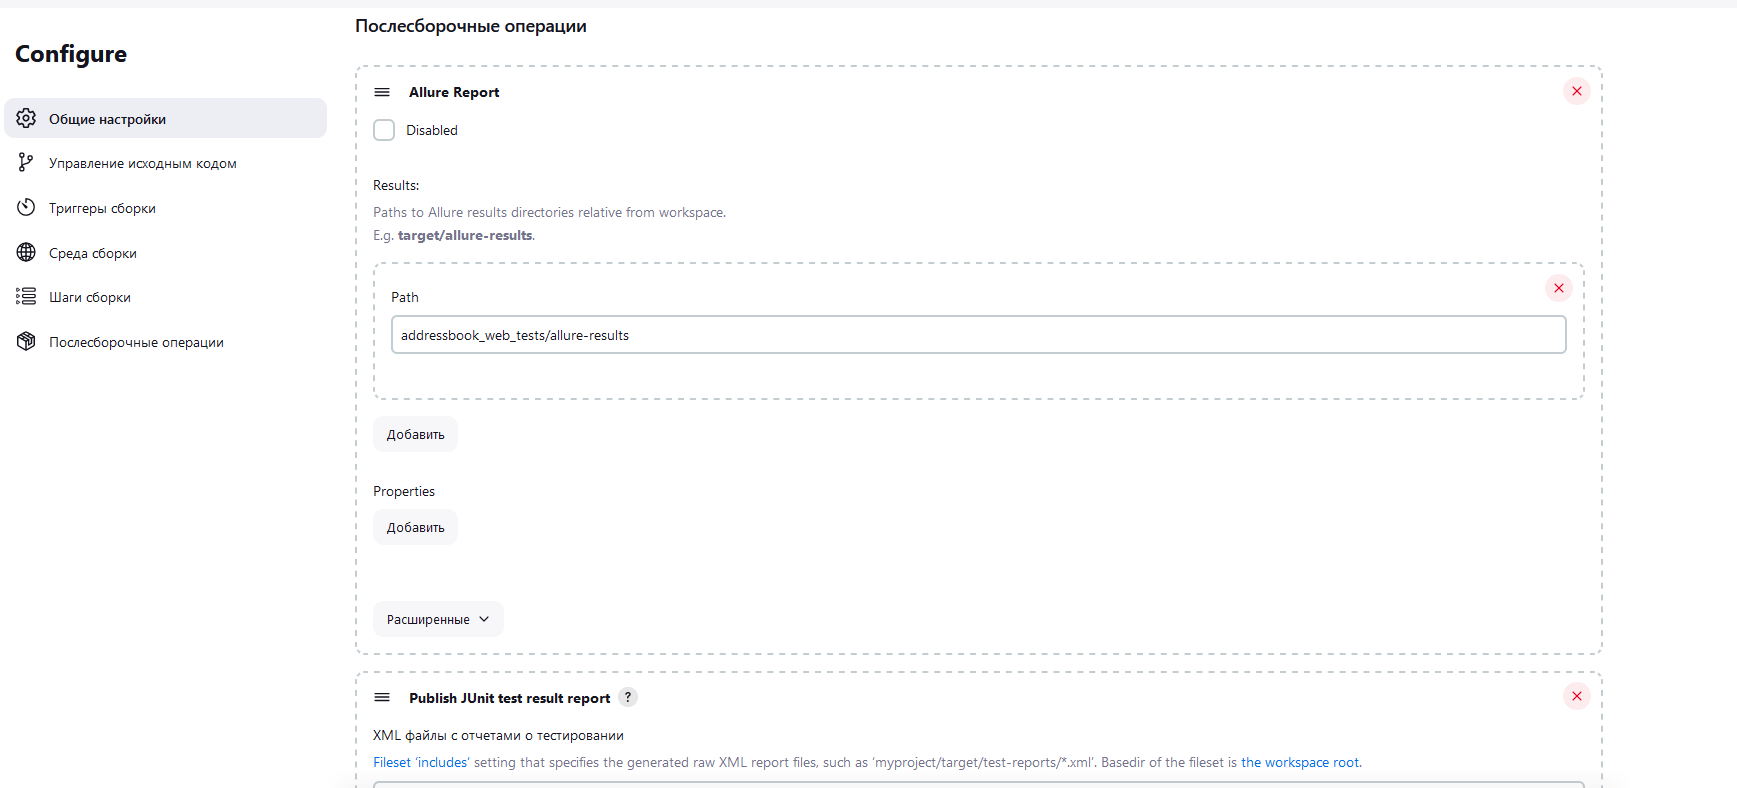 Configure
Общие настройки
Управление исходным кодом
Триггеры сборки
Среда сборки
Шаги сборки
Послесборочные операции
Послесборочные операции
Allure Report
Disabled
Results:
Paths to Allure results directories relative from workspace.
E.g. target/allure-results.
Path
addressbook_web_tests/allure-results
Добавить
Properties
Добавить
Расширенные
Publish JUnit test result report ?
XML файлы с отчетами о тестировании
Fileset ‘includes’ setting that specifies the generated raw XML report files, such as ‘myproject/target/test-reports/*.xml’. Basedir of the fileset is the workspace root.